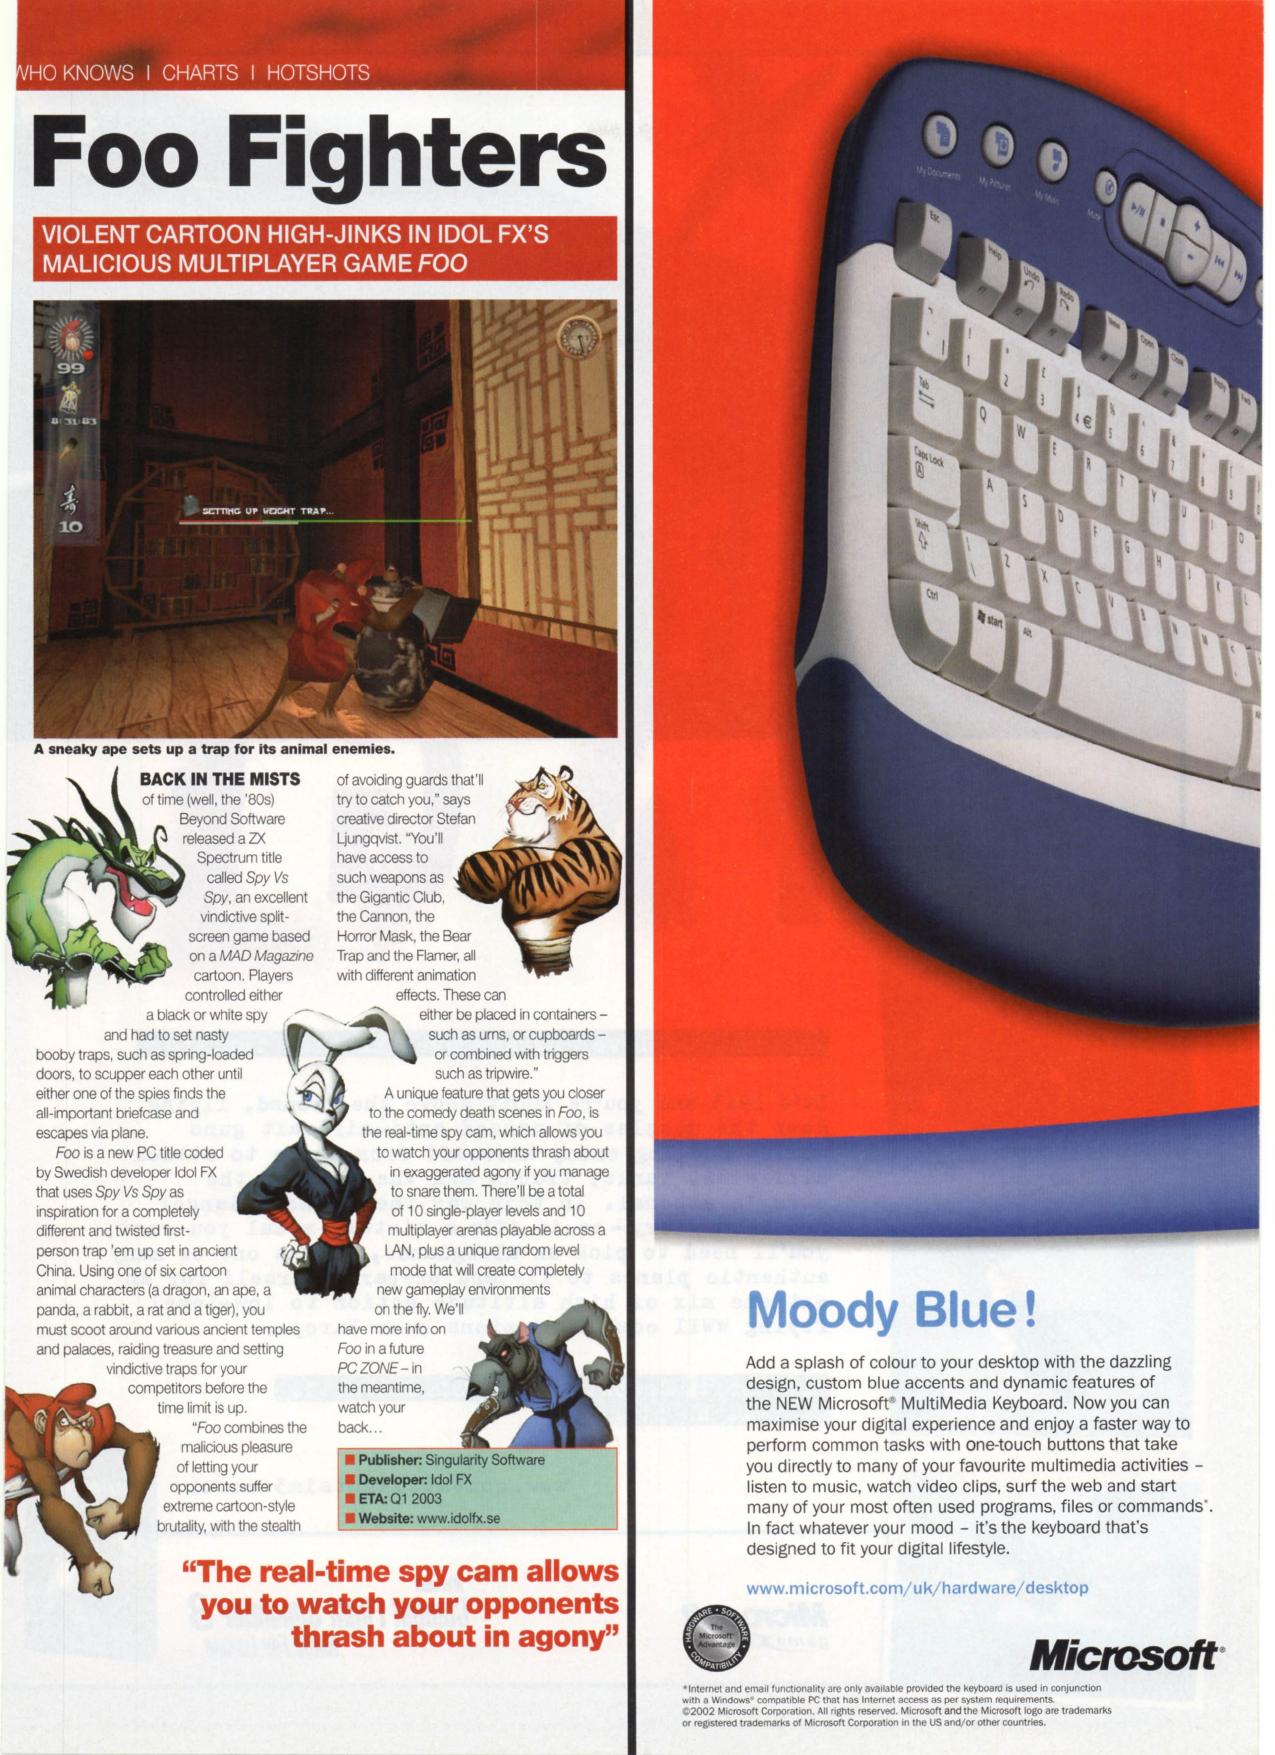 WHO KNOWS | CHARTS | HOTSHOTS
Foo Fighters
VIOLENT CARTOON HIGH-JINKS IN IDOL FX'S
MALICIOUS MULTIPLAYER GAME FOO
99
8:31:83
10
SETTING UP WEIGHT TRAP...
A sneaky ape sets up a trap for its animal enemies.
BACK IN THE MISTS
of time (well, the '80s)
Beyond Software
released a ZX
Spectrum title
called Spy Vs
Spy, an excellent
vindictive split-
screen game based
on a MAD Magazine
cartoon. Players
controlled either
a black or white spy
and had to set nasty
booby traps, such as spring-loaded
doors, to scupper each other until
either one of the spies finds the
all-important briefcase and
escapes via plane.
Foo is a new PC title coded
by Swedish developer Idol FX
that uses Spy Vs Spy as
inspiration for a completely
different and twisted first-
person trap 'em up set in ancient
China. Using one of six cartoon
animal characters (a dragon, an ape, a
panda, a rabbit, a rat and a tiger), you
must scoot around various ancient temples
and palaces, raiding treasure and setting
vindictive traps for your
competitors before the
time limit is up.
"Foo combines the
malicious pleasure
of letting your
opponents suffer
extreme cartoon-style
brutality, with the stealth
of avoiding guards that'll
try to catch you," says
creative director Stefan
Ljungqvist. "You'll
have access to
such weapons as
the Gigantic Club,
the Cannon, the
Horror Mask, the Bear
Trap and the Flamer, all
with different animation
effects. These can
either be placed in containers –
such as urns, or cupboards –
or combined with triggers
such as tripwire."
A unique feature that gets you closer
to the comedy death scenes in Foo, is
the real-time spy cam, which allows you
to watch your opponents thrash about
in exaggerated agony if you manage
to snare them. There'll be a total
of 10 single-player levels and 10
multiplayer arenas playable across a
LAN, plus a unique random level
mode that will create completely
new gameplay environments
on the fly. We'll
have more info on
Foo in a future
PC ZONE – in
the meantime,
watch your
back...
Publisher: Singularity Software
Developer: Idol FX
ETA: Q1 2003
Website: www.idolfx.se
"The real-time spy cam allows
you to watch your opponents
thrash about in agony"
My Documents My Pictures My Music Mute
Esc Help Undo Redo New Open Close Reply Fwd
Tab Q W E R T Y U
Caps Lock A S D F G H J K L
Shift Z X C V B N M
Ctrl start Alt
Moody Blue!
Add a splash of colour to your desktop with the dazzling
design, custom blue accents and dynamic features of
the NEW Microsoft® MultiMedia Keyboard. Now you can
maximise your digital experience and enjoy a faster way to
perform common tasks with one-touch buttons that take
you directly to many of your favourite multimedia activities –
listen to music, watch video clips, surf the web and start
many of your most often used programs, files or commands*.
In fact whatever your mood – it's the keyboard that's
designed to fit your digital lifestyle.
www.microsoft.com/uk/hardware/desktop
HARDWARE • SOFTWARE • COMPATIBILITY •
The
Microsoft
Advantage
Microsoft®
*Internet and email functionality are only available provided the keyboard is used in conjunction
with a Windows® compatible PC that has Internet access as per system requirements.
©2002 Microsoft Corporation. All rights reserved. Microsoft and the Microsoft logo are trademarks
or registered trademarks of Microsoft Corporation in the US and/or other countries.